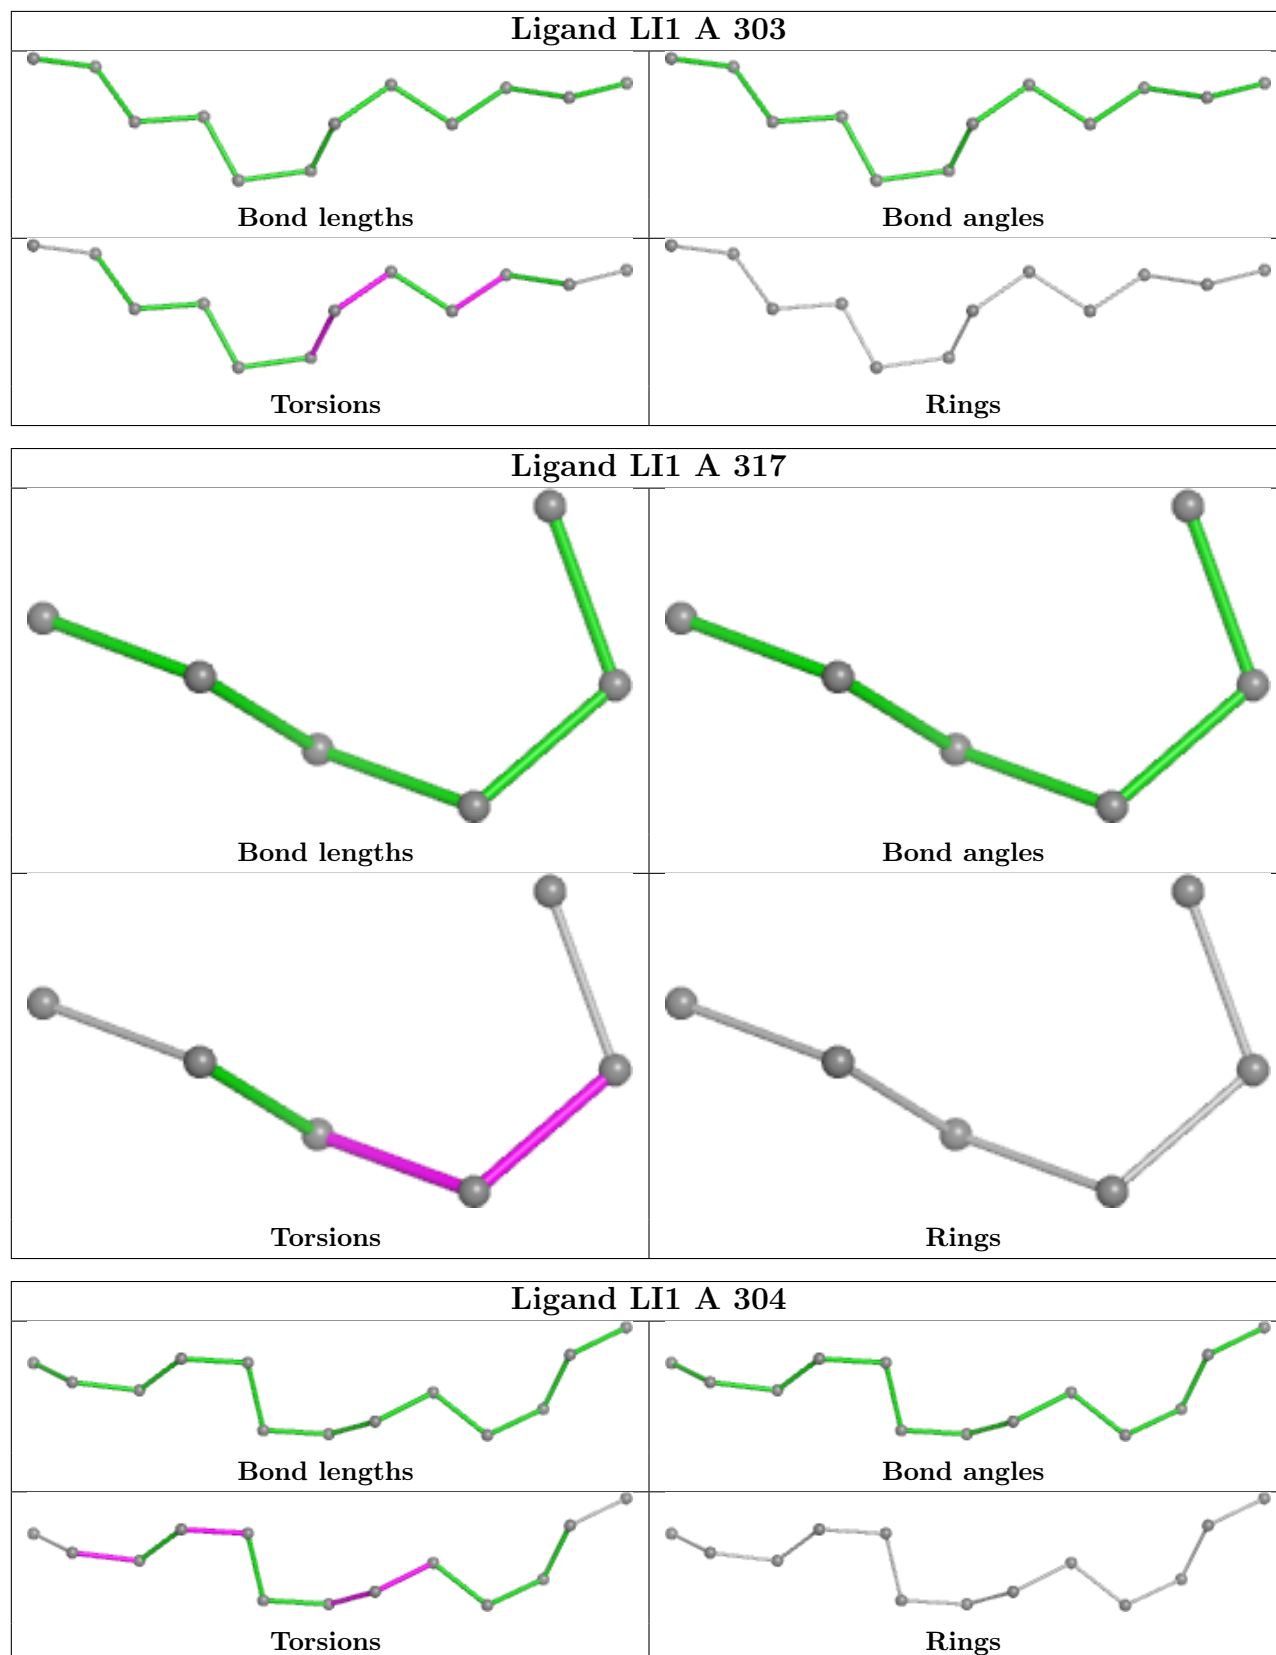 Ligand LI1 A 303
Bond lengths
Bond angles
Torsions
Rings
Ligand LI1 A 317
Bond lengths
Bond angles
Torsions
Rings
Ligand LI1 A 304
Bond lengths
Bond angles
Torsions
Rings